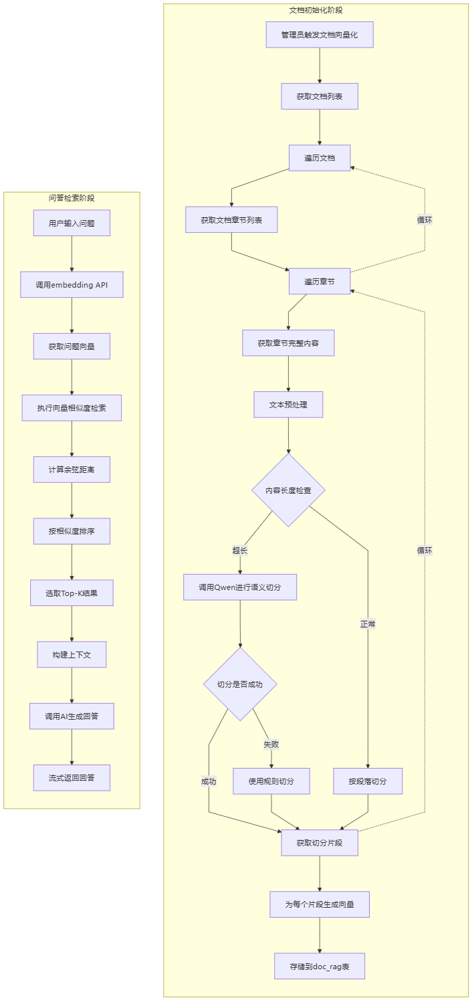 文档初始化阶段
管理员触发文档向量化
获取文档列表
遍历文档
获取文档章节列表
循环
遍历章节
获取章节完整内容
文本预处理
内容长度检查
超长
循环
调用Qwen进行语义切分
正常
切分是否成功
失败
成功
使用规则切分
按段落切分
获取切分片段
为每个片段生成向量
存储到doc_rag表
问答检索阶段
用户输入问题
调用embedding API
获取问题向量
执行向量相似度检索
计算余弦距离
按相似度排序
选取Top-K结果
构建上下文
调用AI生成回答
流式返回回答